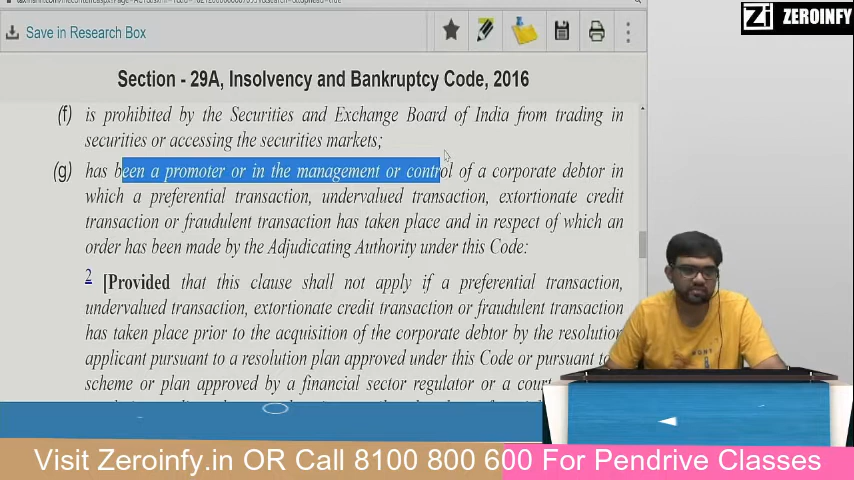 Zi ZEROINFY
Save in Research Box
Section - 29A, Insolvency and Bankruptcy Code, 2016
(f) is prohibited by the Securities and Exchange Board of India from trading in
securities or accessing the securities markets;
(g) has been a promoter or in the management or control of a corporate debtor in
which a preferential transaction, undervalued transaction, extortionate credit
transaction or fraudulent transaction has taken place and in respect of which an
order has been made by the Adjudicating Authority under this Code:
2 [Provided that this clause shall not apply if a preferential transaction,
undervalued transaction, extortionate credit transaction or fraudulent transaction
has taken place prior to the acquisition of the corporate debtor by the resolution
applicant pursuant to a resolution plan approved under this Code or pursuant to
scheme or plan approved by a financial sector regulator or a court
Visit Zeroinfy.in OR Call 8100 800 600 For Pendrive Classes